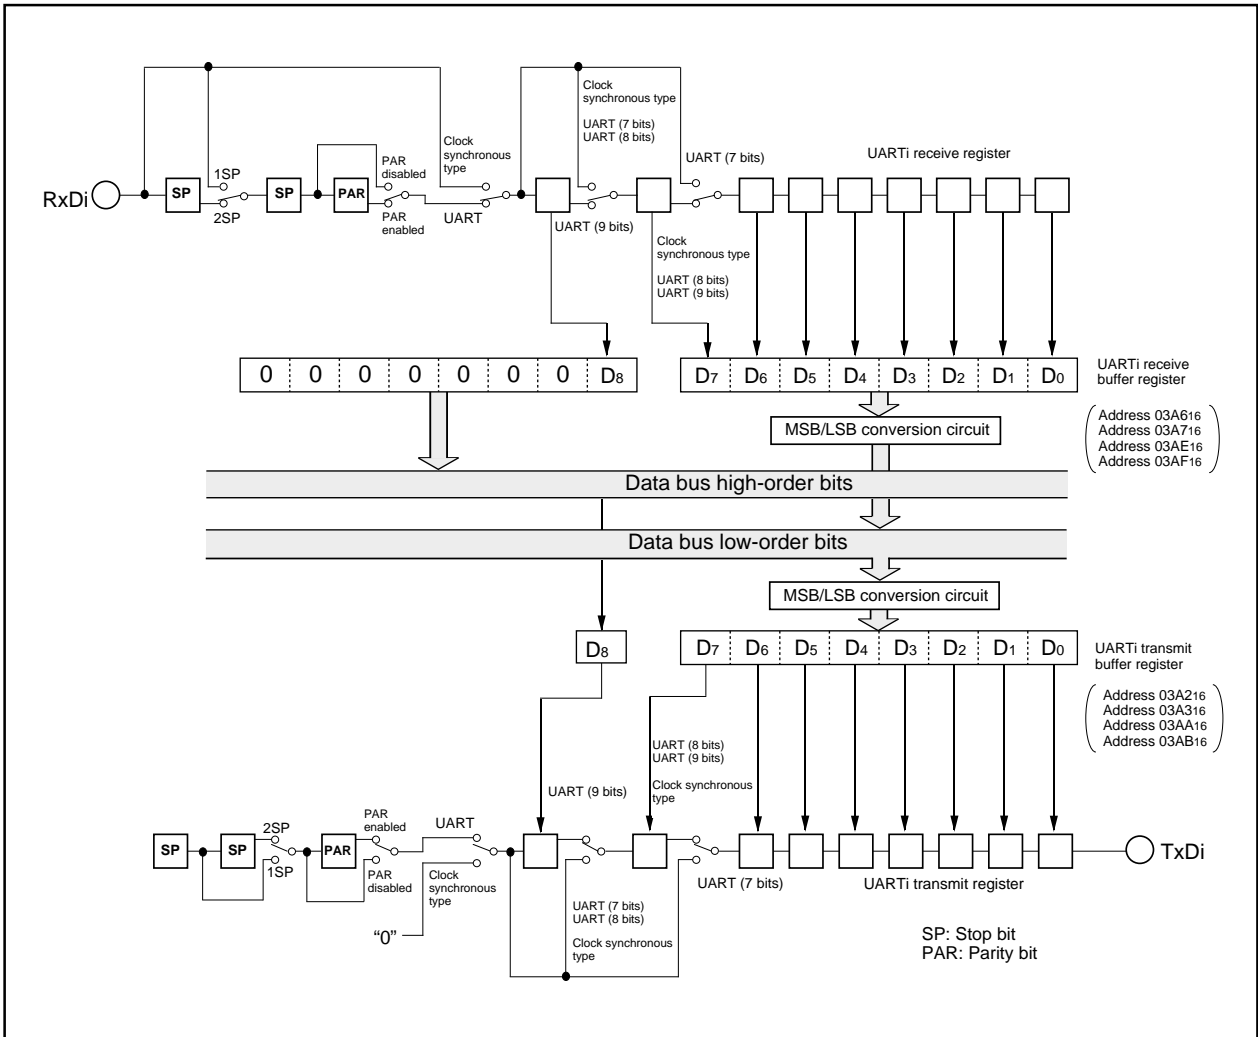 Clock
synchronous type
UART (7 bits)
UART (8 bits)
Clock
synchronous
type
UART (7 bits)
UARTi receive register
PAR
disabled
1SP
RxDi
SP
SP
PAR
2SP
PAR
enabled
UART
UART (9 bits)
Clock
synchronous type
UART (8 bits)
UART (9 bits)
0 0 0 0 0 0 0 D8
D7 D6 D5 D4 D3 D2 D1 D0
UARTi receive
buffer register
MSB/LSB conversion circuit
Address 03A616
Address 03A716
Address 03AE16
Address 03AF16
Data bus high-order bits
Data bus low-order bits
MSB/LSB conversion circuit
D8
D7 D6 D5 D4 D3 D2 D1 D0
UARTi transmit
buffer register
Address 03A216
Address 03A316
Address 03AA16
Address 03AB16
UART (8 bits)
UART (9 bits)
Clock synchronous
type
UART (9 bits)
PAR
enabled
UART
2SP
SP
SP
PAR
1SP
PAR
disabled
Clock
synchronous
type
“0”
UART (7 bits)
UART (8 bits)
Clock synchronous
type
UART (7 bits)
UARTi transmit register
TxDi
SP: Stop bit
PAR: Parity bit